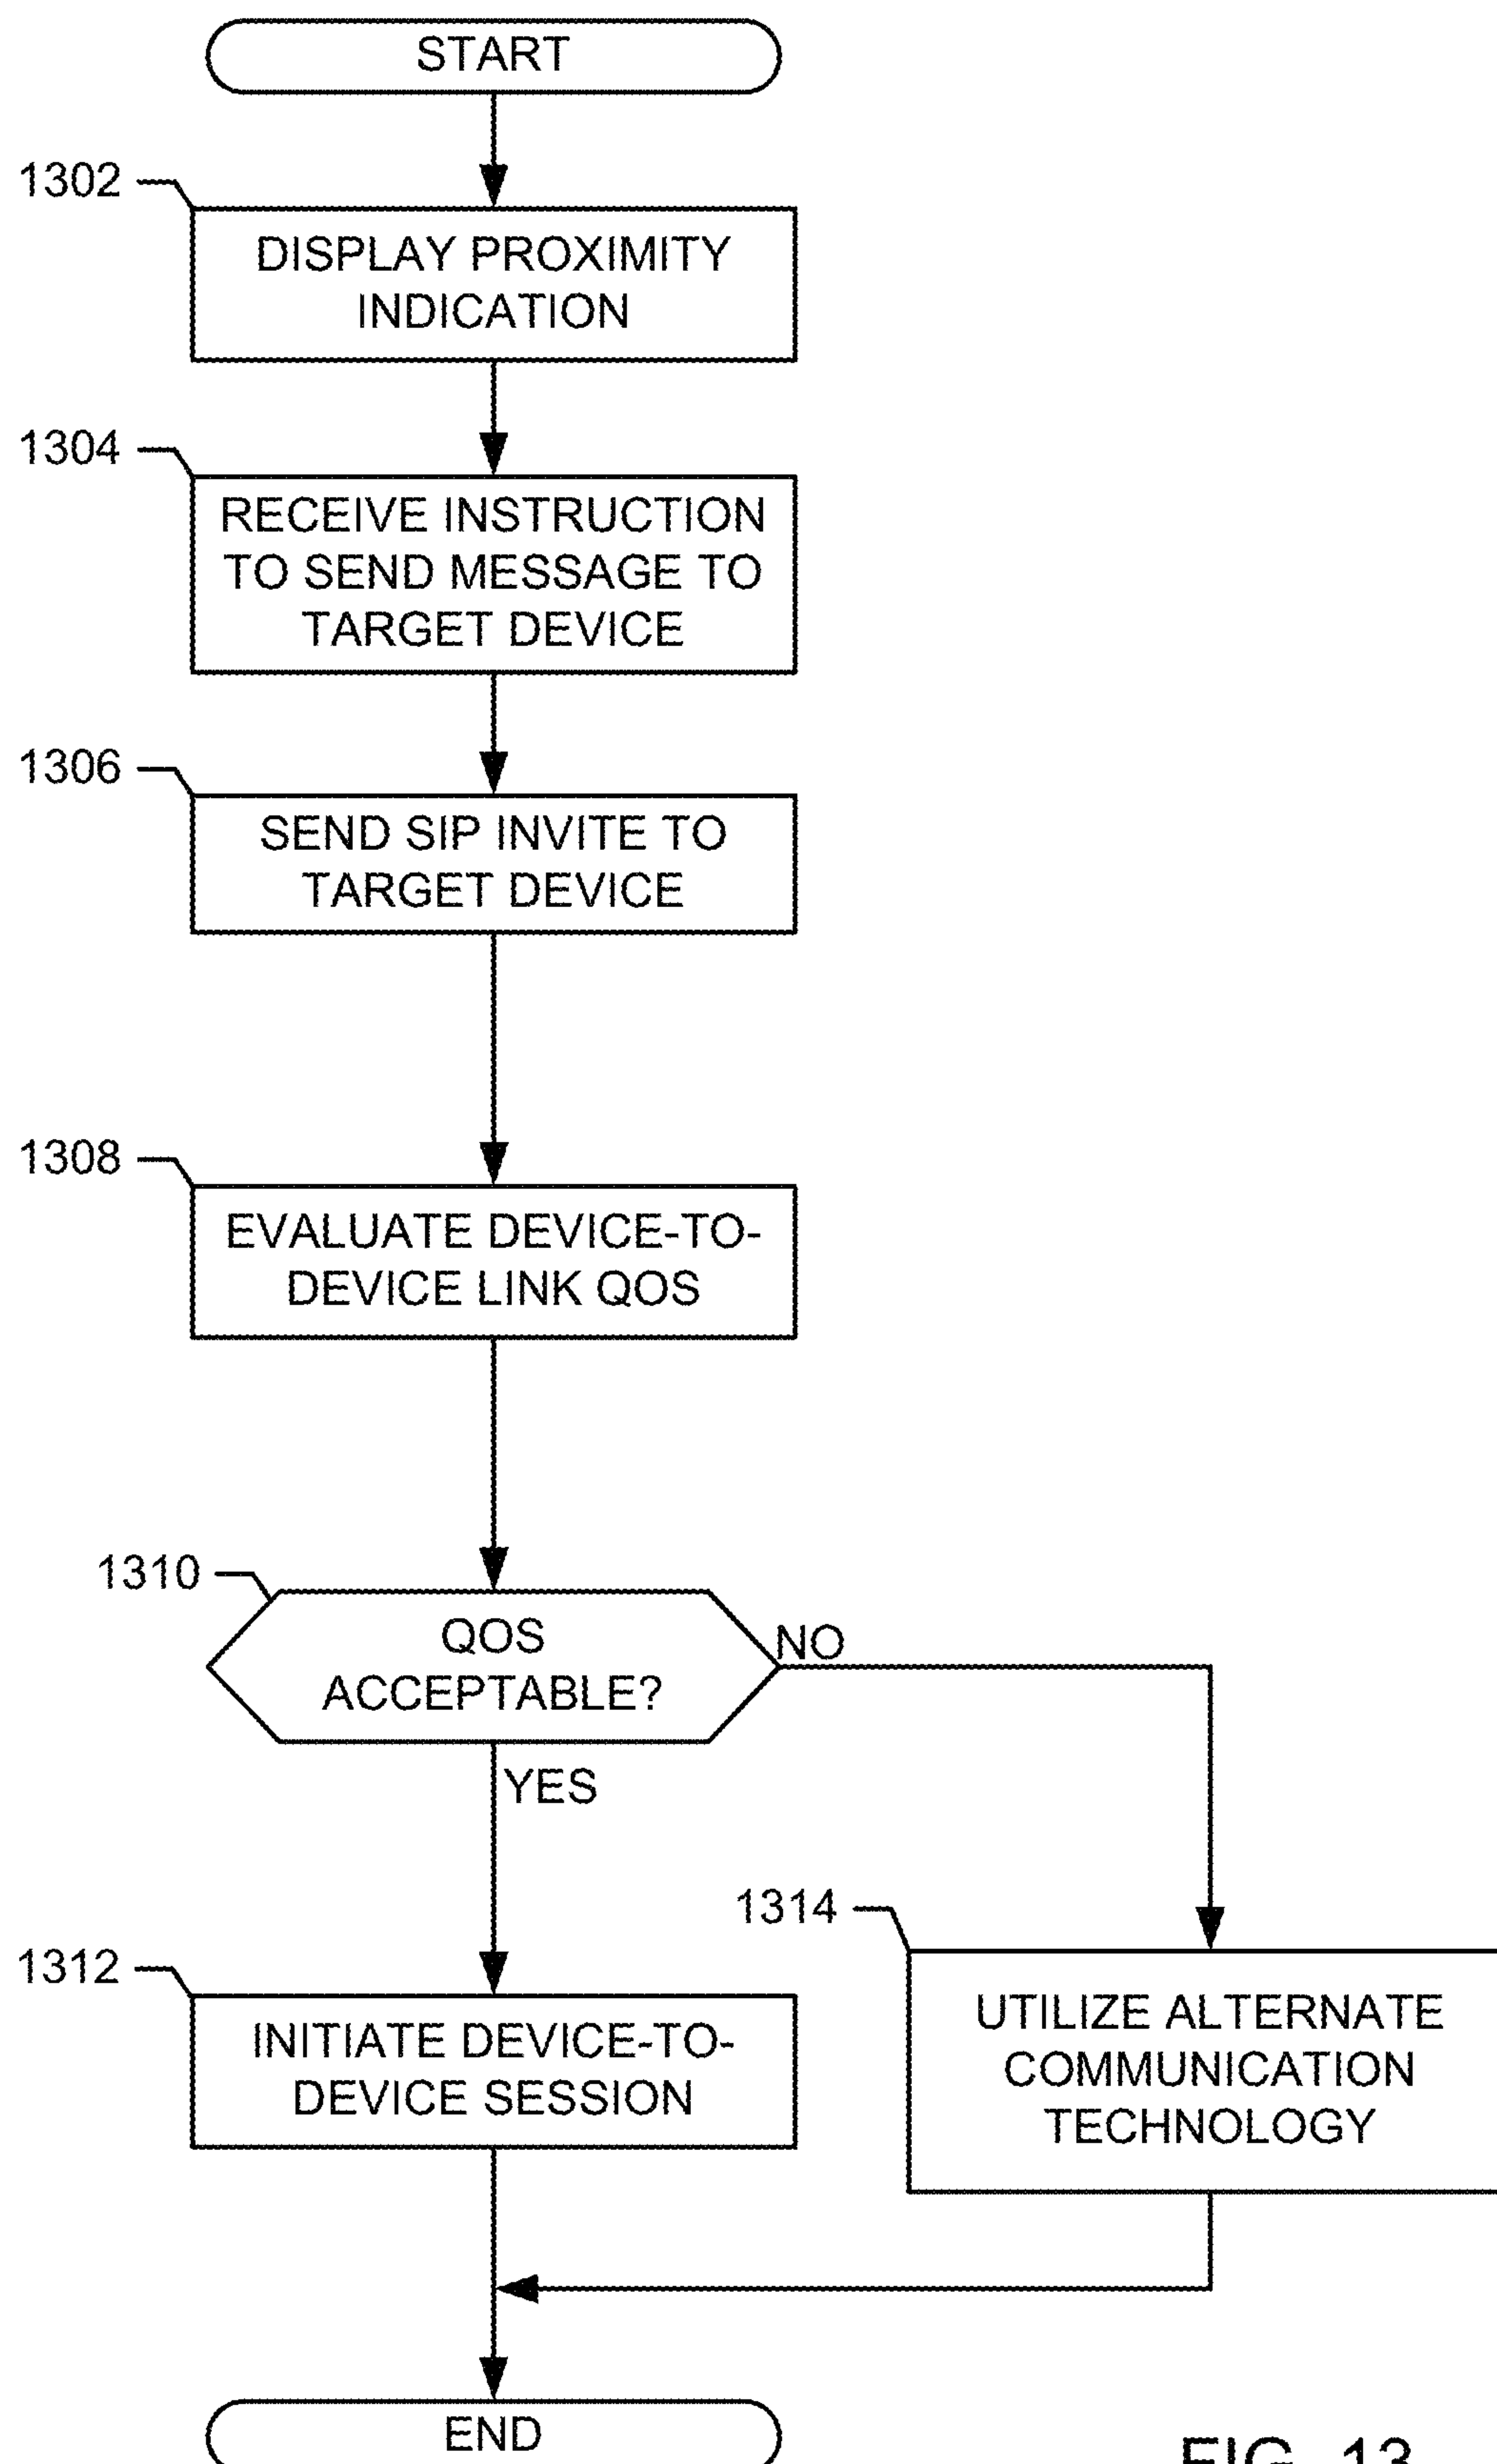 START
1302
DISPLAY PROXIMITY
INDICATION
1304
RECEIVE INSTRUCTION
TO SEND MESSAGE TO
TARGET DEVICE
1306
SEND SIP INVITE TO
TARGET DEVICE
1308
EVALUATE DEVICE-TO-
DEVICE LINK QOS
1310
QOS
ACCEPTABLE?
NO
YES
1314
UTILIZE ALTERNATE
COMMUNICATION
TECHNOLOGY
1312
INITIATE DEVICE-TO-
DEVICE SESSION
END
FIG. 13